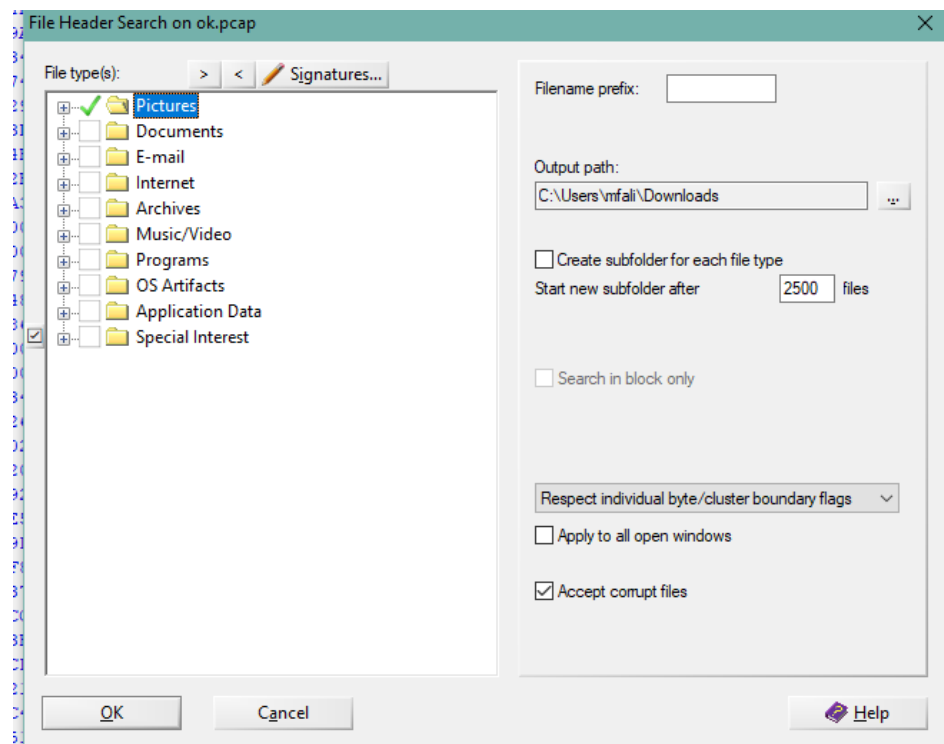 File Header Search on ok.pcap
File type(s):
> < Signatures...
Pictures
Documents
E-mail
Internet
Archives
Music/Video
Programs
OS Artifacts
Application Data
Special Interest
Filename prefix:
Output path:
C:\Users\mfali\Downloads
...
Create subfolder for each file type
Start new subfolder after 2500 files
Search in block only
Respect individual byte/cluster boundary flags
Apply to all open windows
Accept corrupt files
OK Cancel Help